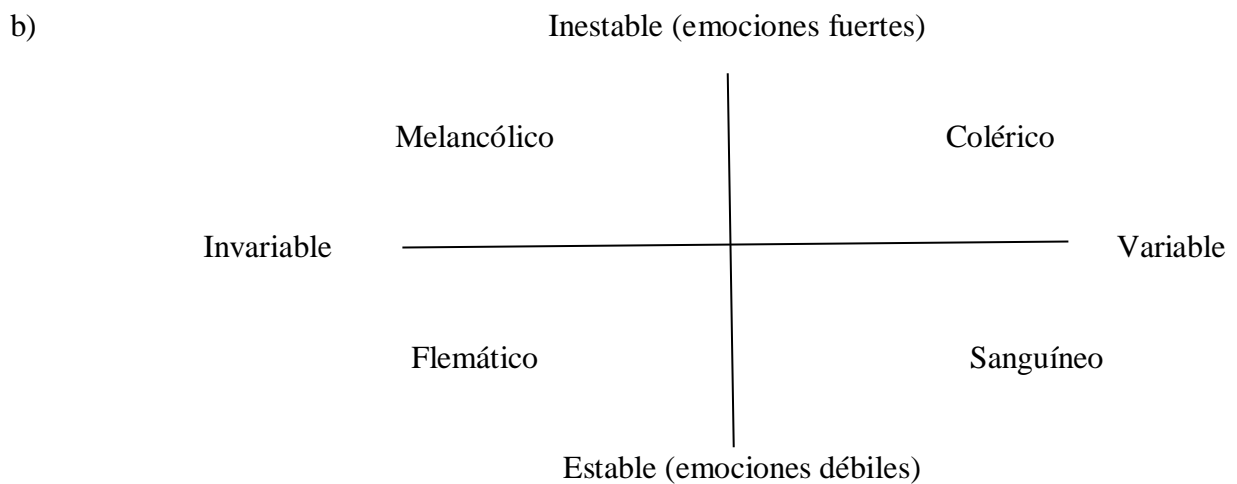 b)
Inestable (emociones fuertes)
Melancólico
Colérico
Invariable
Variable
Flemático
Sanguíneo
Estable (emociones débiles)